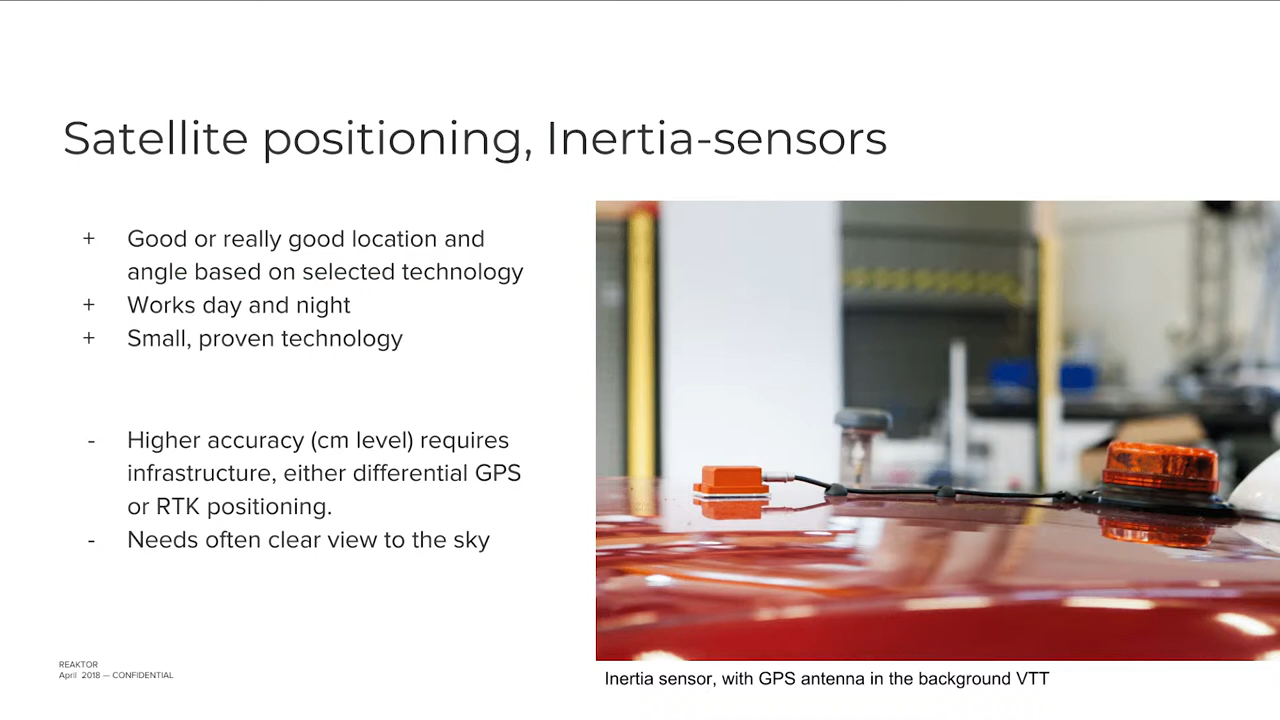 Satellite positioning, Inertia-sensors
+ Good or really good location and
angle based on selected technology
+ Works day and night
+ Small, proven technology
- Higher accuracy (cm level) requires
infrastructure, either differential GPS
or RTK positioning.
- Needs often clear view to the sky
REAKTOR
April 2018 — CONFIDENTIAL
Inertia sensor, with GPS antenna in the background VTT